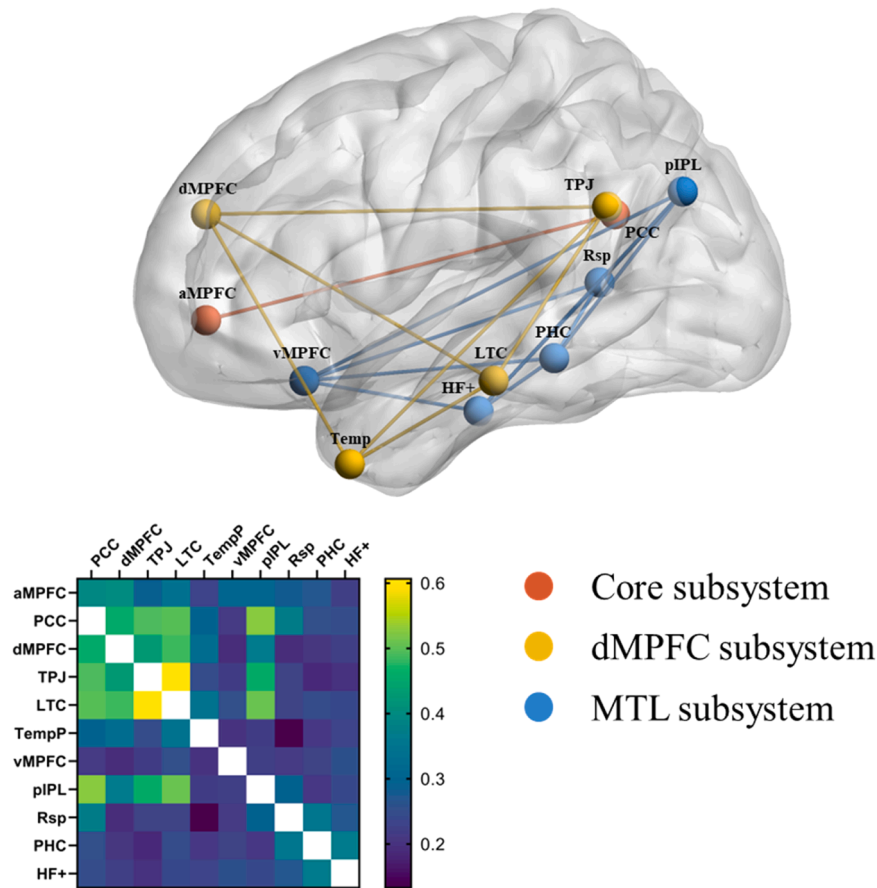 pIPL
dMPFC
TPJ
PCC
Rsp
aMPFC
PHC
vMPFC
LTC
HF+
Temp
PCC
dMPFC
TPJ
LTC
TempP
vMPFC
pIPL
Rsp
PHC
HF+
aMPFC
PCC
dMPFC
TPJ
LTC
TempP
vMPFC
pIPL
Rsp
PHC
HF+
0.6
0.5
0.4
0.3
0.2
Core subsystem
dMPFC subsystem
MTL subsystem